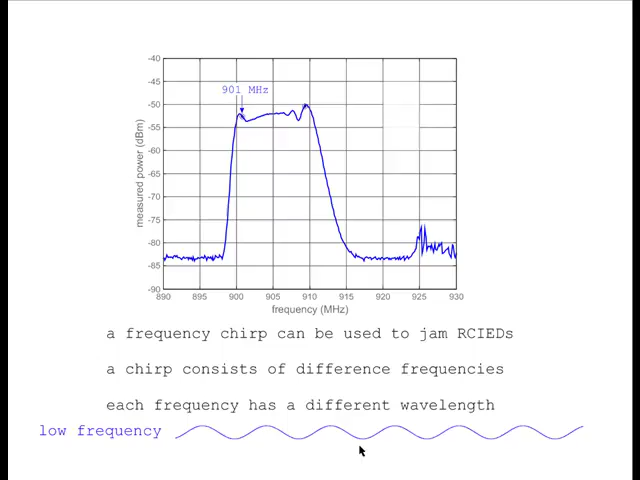 -40
-45
901 MHz
-50
-55
-60
-65
-70
-75
-80
-85
-90
measured power (dBm)
890 895 900 905 910 915 920 925 930
frequency (MHz)
a frequency chirp can be used to jam RCIEDs
a chirp consists of difference frequencies
each frequency has a different wavelength
low frequency